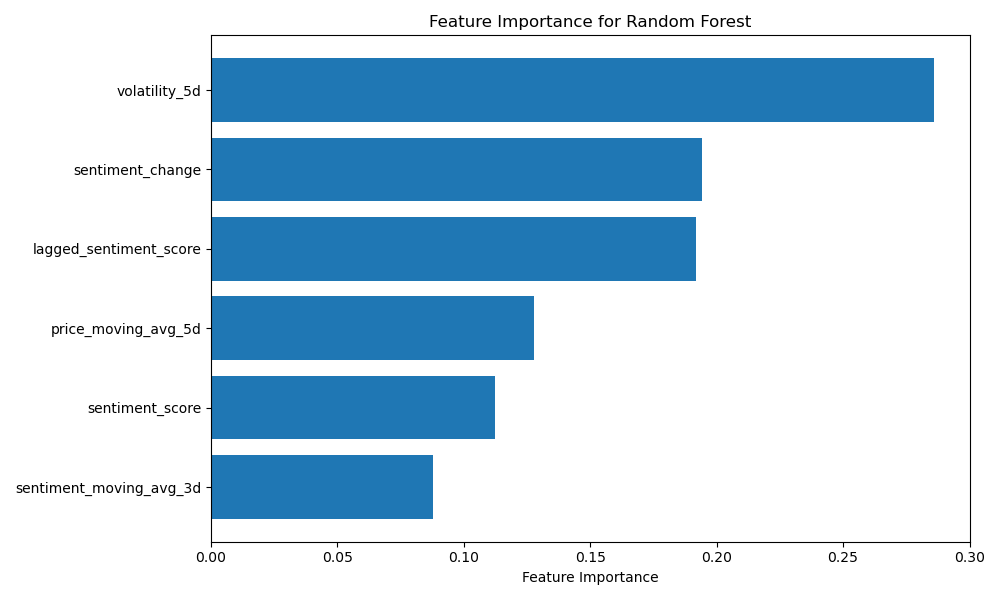 Feature Importance for Random Forest
volatility_5d
sentiment_change
lagged_sentiment_score
price_moving_avg_5d
sentiment_score
sentiment_moving_avg_3d
0.00 0.05 0.10 0.15 0.20 0.25 0.30
Feature Importance